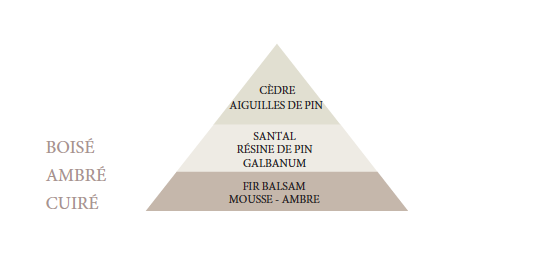 CÈDRE
AIGUILLES DE PIN
SANTAL
RÉSINE DE PIN
GALBANUM
FIR BALSAM
MOUSSE - AMBRE
BOISÉ
AMBRÉ
CUIRÉ